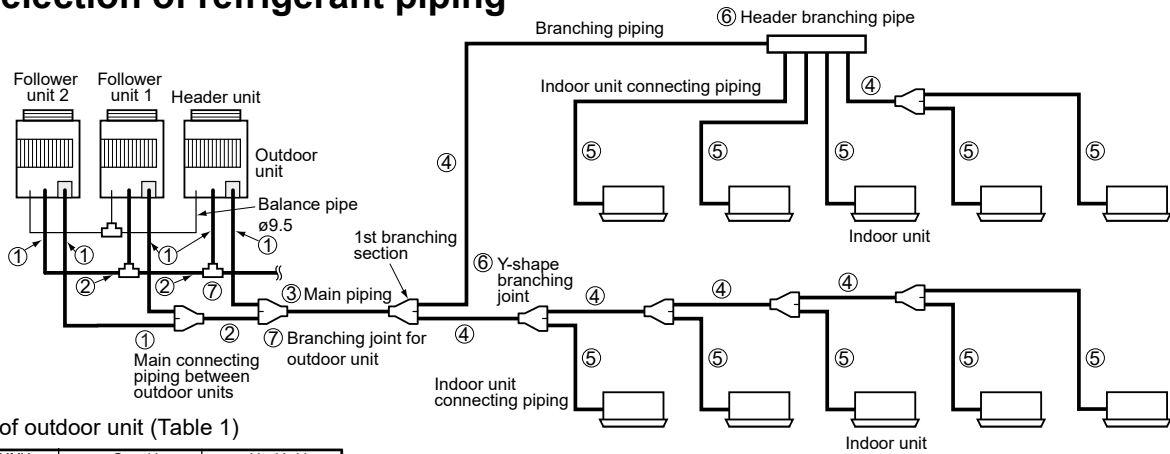 election of refrigerant piping
⑥ Header branching pipe
Branching piping
Follower
unit 2
Follower
unit 1
Header unit
Indoor unit connecting piping
④
⑤
⑤
⑤
⑤
⑤
Outdoor
unit
④
Balance pipe
ø9.5
Indoor unit
①
①
①
①
1st branching
section
②
②
⑦
③ Main piping
⑥ Y-shape
branching
joint
④
④
④
④
①
②
⑦ Branching joint for
outdoor unit
Main connecting
piping between
outdoor units
⑤
⑤
⑤
⑤
⑤
Indoor unit
connecting piping
Indoor unit
of outdoor unit (Table 1)